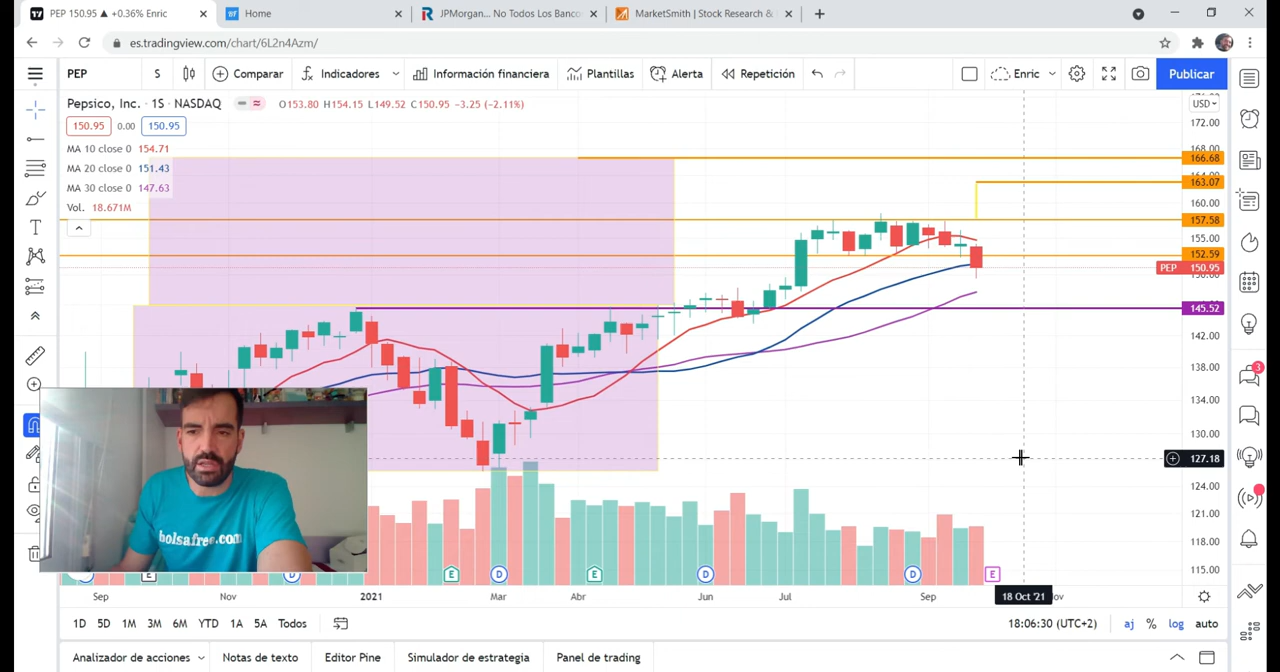 PEP 150.95 ▲ +0.36% Enric
Home
JPMorgan... No Todos Los Banco
MarketSmith | Stock Research &
es.tradingview.com/chart/6L2n4Azm/
PEP S Comparar Indicadores Información financiera Plantillas Alerta Repetición Enric Publicar
Pepsico, Inc. · 1S · NASDAQ O153.80 H154.15 L149.52 C150.95 −3.25 (−2.11%)
USD
150.95 0.00 150.95
MA 10 close 0 154.71
MA 20 close 0 151.43
MA 30 close 0 147.63
Vol. 18.671M
172.00
168.00
166.68
163.07
160.00
157.58
155.00
152.59
PEP 150.95
145.52
142.00
138.00
134.00
130.00
127.18
124.00
121.00
118.00
115.00
3
bolsafree.com
E D E D E D D E
Sep Nov 2021 Mar Abr Jun Jul Sep 18 Oct '21 ov
1D 5D 1M 3M 6M YTD 1A 5A Todos 18:06:30 (UTC+2) aj % log auto
Analizador de acciones Notas de texto Editor Pine Simulador de estrategia Panel de trading